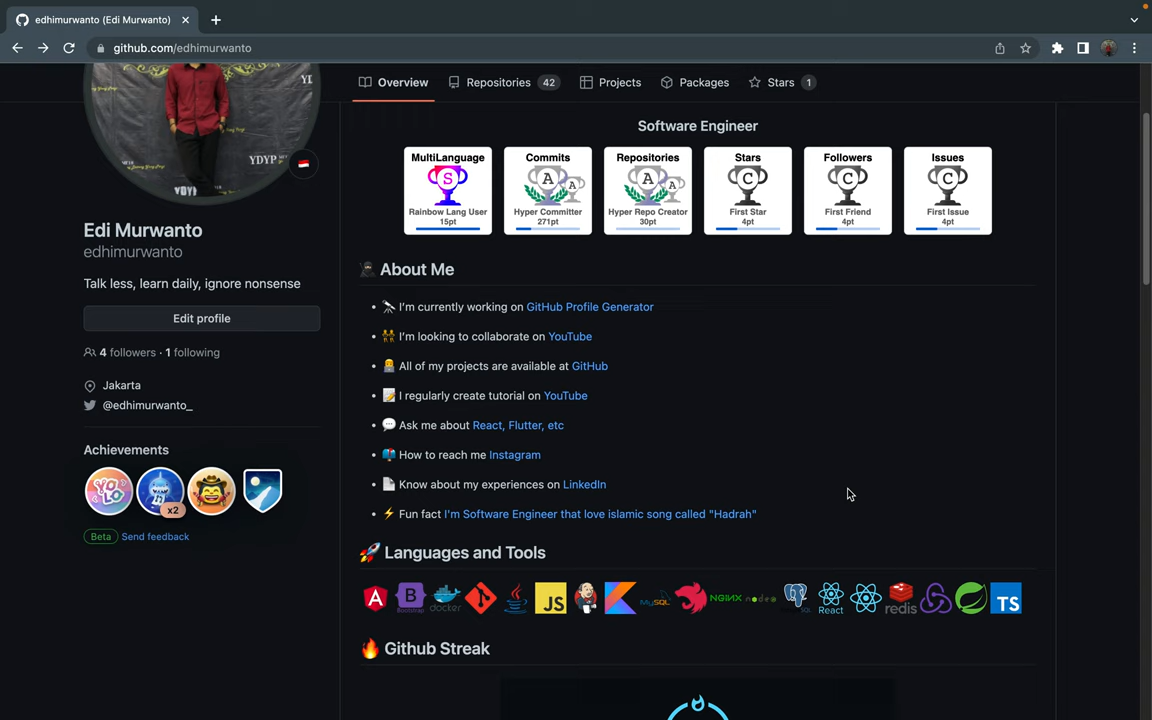 edhimurwanto (Edi Murwanto)
github.com/edhimurwanto
Overview
Repositories 42
Projects
Packages
Stars 1
YDYP
Edi Murwanto
edhimurwanto
Talk less, learn daily, ignore nonsense
Edit profile
4 followers · 1 following
Jakarta
@edhimurwanto_
Achievements
YOLO
x2
Beta Send feedback
Software Engineer
MultiLanguage
S
Rainbow Lang User
15pt
Commits
A
A
Hyper Committer
271pt
Repositories
A
A
Hyper Repo Creator
30pt
Stars
C
First Star
4pt
Followers
C
First Friend
4pt
Issues
C
First Issue
4pt
About Me
I'm currently working on GitHub Profile Generator
I'm looking to collaborate on YouTube
All of my projects are available at GitHub
I regularly create tutorial on YouTube
Ask me about React, Flutter, etc
How to reach me Instagram
Know about my experiences on LinkedIn
Fun fact I'm Software Engineer that love islamic song called "Hadrah"
Languages and Tools
A
B
Bootstrap
docker
Java
JS
MySQL
NGINX
node
React
redis
TS
Github Streak